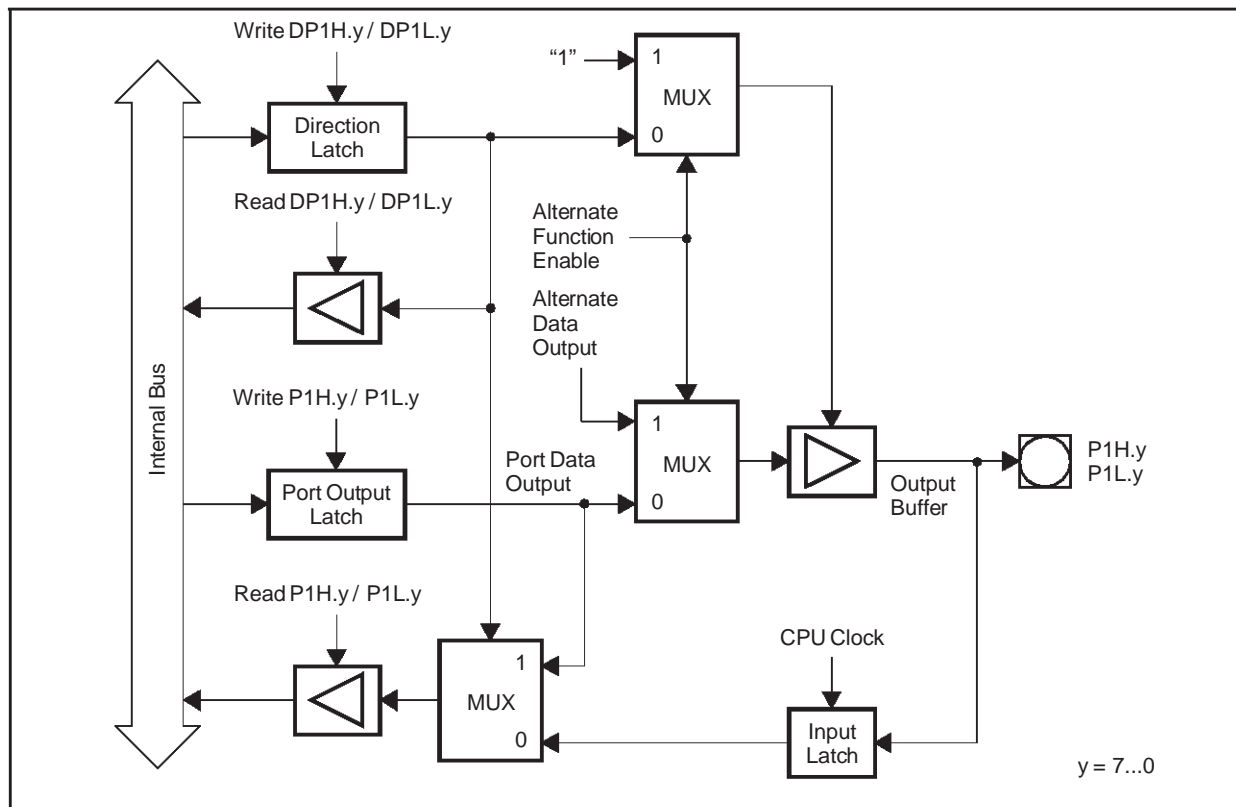 Write DP1H.y / DP1L.y
“1”
1
MUX
0
Direction
Latch
Read DP1H.y / DP1L.y
Alternate
Function
Enable
Alternate
Data
Output
Internal Bus
Write P1H.y / P1L.y
Port Output
Latch
Port Data
Output
1
MUX
0
Output
Buffer
P1H.y
P1L.y
Read P1H.y / P1L.y
1
MUX
0
CPU Clock
Input
Latch
y = 7...0